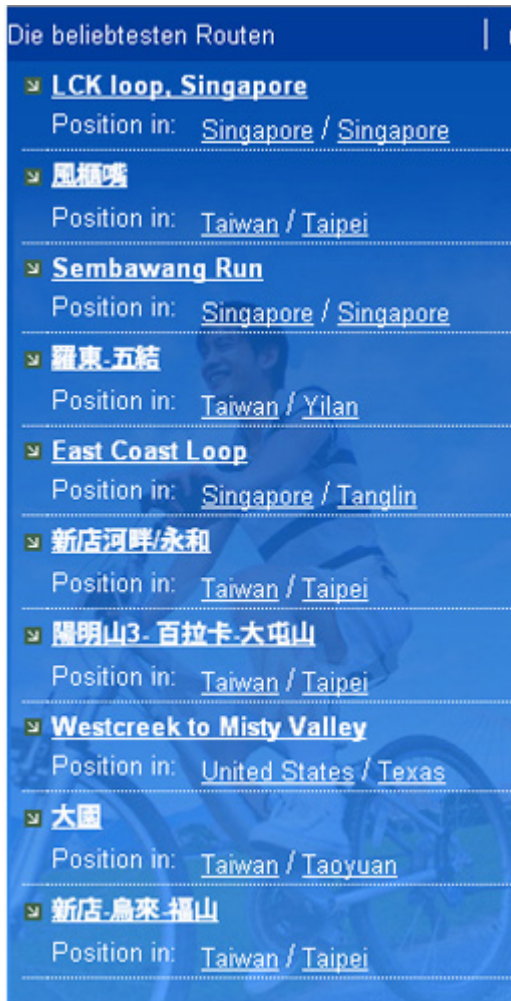 Die beliebtesten Routen
LCK loop, Singapore
Position in: Singapore / Singapore
風櫃嘴
Position in: Taiwan / Taipei
Sembawang Run
Position in: Singapore / Singapore
羅東-五結
Position in: Taiwan / Yilan
East Coast Loop
Position in: Singapore / Tanglin
新店河畔/永和
Position in: Taiwan / Taipei
陽明山3- 百拉卡-大屯山
Position in: Taiwan / Taipei
Westcreek to Misty Valley
Position in: United States / Texas
大園
Position in: Taiwan / Taoyuan
新店-烏來-福山
Position in: Taiwan / Taipei